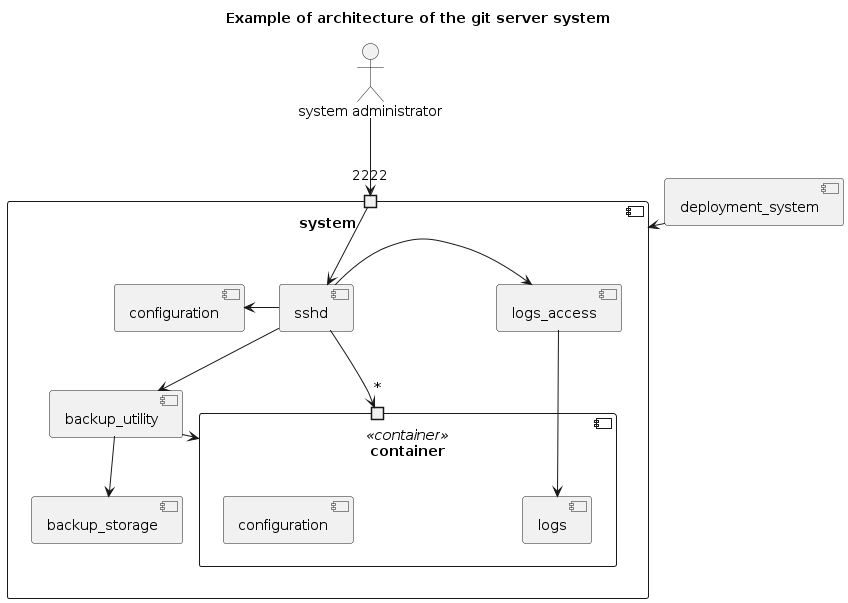 Example of architecture of the git server system
system administrator
2222
system
deployment_system
configuration
sshd
logs_access
*
backup_utility
«container»
container
backup_storage
configuration
logs